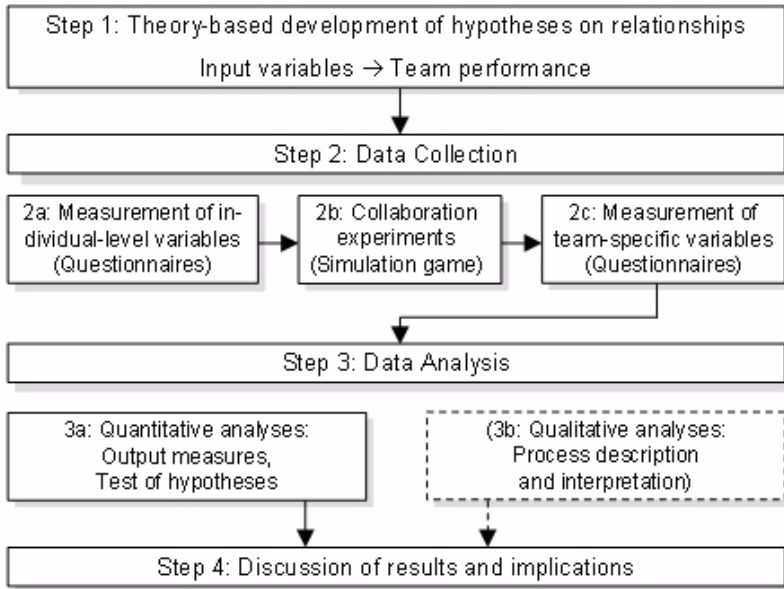 Step 1: Theory-based development of hypotheses on relationships
Input variables → Team performance
Step 2: Data Collection
2a: Measurement of in-
dividual-level variables
(Questionnaires)
2b: Collaboration
experiments
(Simulation game)
2c: Measurement of
team-specific variables
(Questionnaires)
Step 3: Data Analysis
3a: Quantitative analyses:
Output measures,
Test of hypotheses
(3b: Qualitative analyses:
Process description
and interpretation)
Step 4: Discussion of results and implications